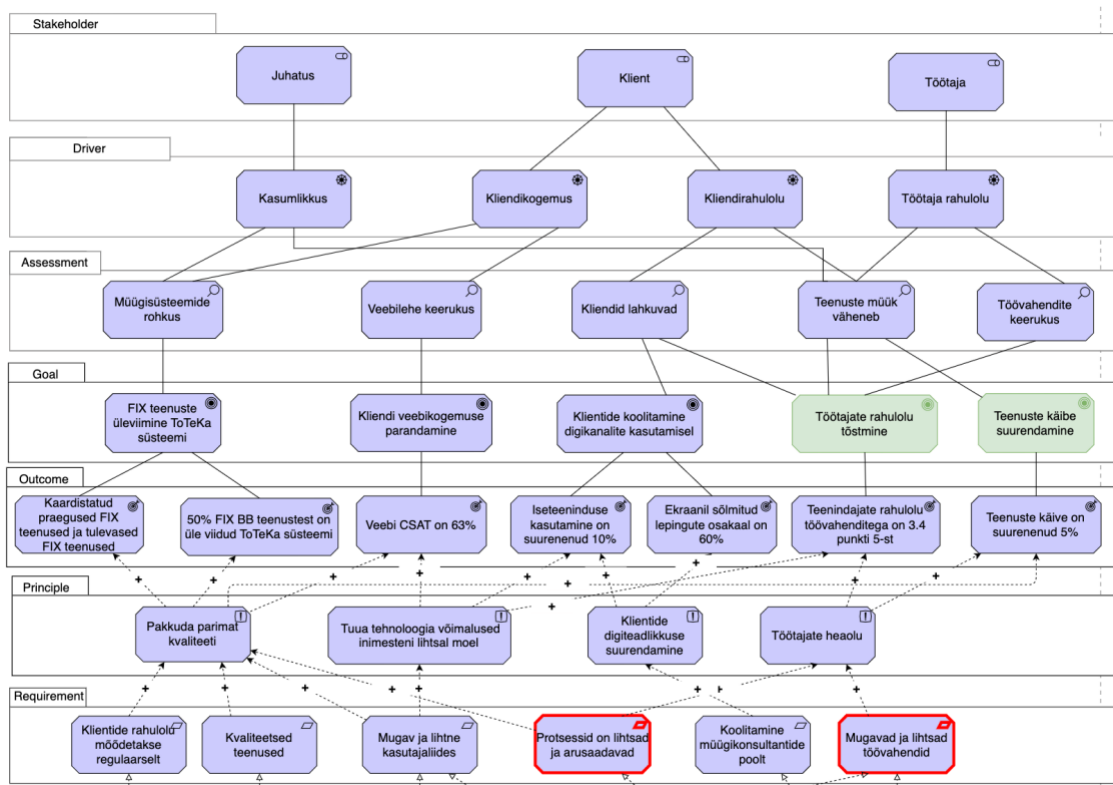 Stakeholder
Juhatus
Klient
Töötaja
Driver
Kasumlikkus
Kliendikogemus
Kliendirahulolu
Töötaja rahulolu
Assessment
Müügisüsteemide
rohkus
Veebilehe keerukus
Kliendid lahkuvad
Teenuste müük
väheneb
Töövahendite
keerukus
Goal
FIX teenuste
üleviimine ToTeKa
süsteemi
Kliendi veebikogemuse
parandamine
Klientide koolitamine
digikanalite kasutamisel
Töötajate rahulolu
tõstmine
Teenuste käibe
suurendamine
Outcome
Kaardistatud
praegused FIX
teenused ja tulevased
FIX teenused
50% FIX BB teenustest on
üle viidud ToTeKa süsteemi
Veebi CSAT on 63%
Iseteeninduse
kasutamine on
suurenenud 10%
Ekraanil sõlmitud
lepingute osakaal on
60%
Teenindajate rahulolu
töövahenditega on 3.4
punkti 5-st
Teenuste käive on
suurenenud 5%
Principle
Pakkuda parimat
kvaliteeti
Tuua tehnoloogia võimalused
inimesteni lihtsal moel
Klientide
digiteadlikkuse
suurendamine
Töötajate heaolu
Requirement
Klientide rahulolu
mõõdetakse
regulaarselt
Kvaliteetsed
teenused
Mugav ja lihtne
kasutajaliides
Protsessid on lihtsad
ja arusaadavad
Koolitamine
müügikonsultantide
poolt
Mugavad ja lihtsad
töövahendid